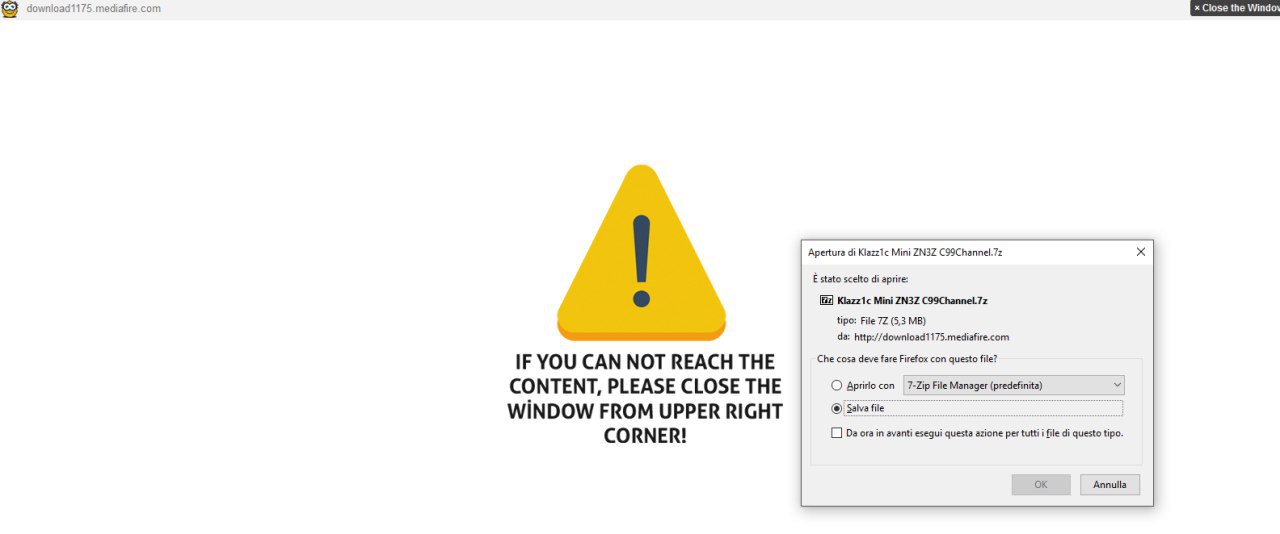 download1175.mediafire.com
× Close the Window
IF YOU CAN NOT REACH THE
CONTENT, PLEASE CLOSE THE
WİNDOW FROM UPPER RIGHT
CORNER!
Apertura di Klazz1c Mini ZN3Z C99Channel.7z
È stato scelto di aprire:
7z Klazz1c Mini ZN3Z C99Channel.7z
tipo: File 7Z (5,3 MB)
da: http://download1175.mediafire.com
Che cosa deve fare Firefox con questo file?
Aprirlo con 7-Zip File Manager (predefinita)
Salva file
Da ora in avanti esegui questa azione per tutti i file di questo tipo.
OK Annulla